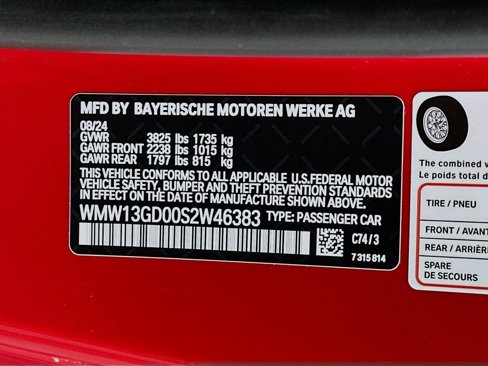 MFD BY BAYERISCHE MOTOREN WERKE AG
08/24
GVWR 3825 lbs 1735 kg
GAWR FRONT 2238 lbs 1015 kg
GAWR REAR 1797 lbs 815 kg
THIS VEHICLE CONFORMS TO ALL APPLICABLE U.S.FEDERAL MOTOR
VEHICLE SAFETY, BUMPER AND THEFT PREVENTION STANDARDS
IN EFFECT ON THE DATE OF MANUFACTURE SHOWN ABOVE.
WMW13GD00S2W46383 TYPE: PASSENGER CAR
C74/3
7315814
The combined w
Le poids total d
TIRE / PNEU
FRONT / AVANT
REAR / ARRIÈR
SPARE
DE SECOURS